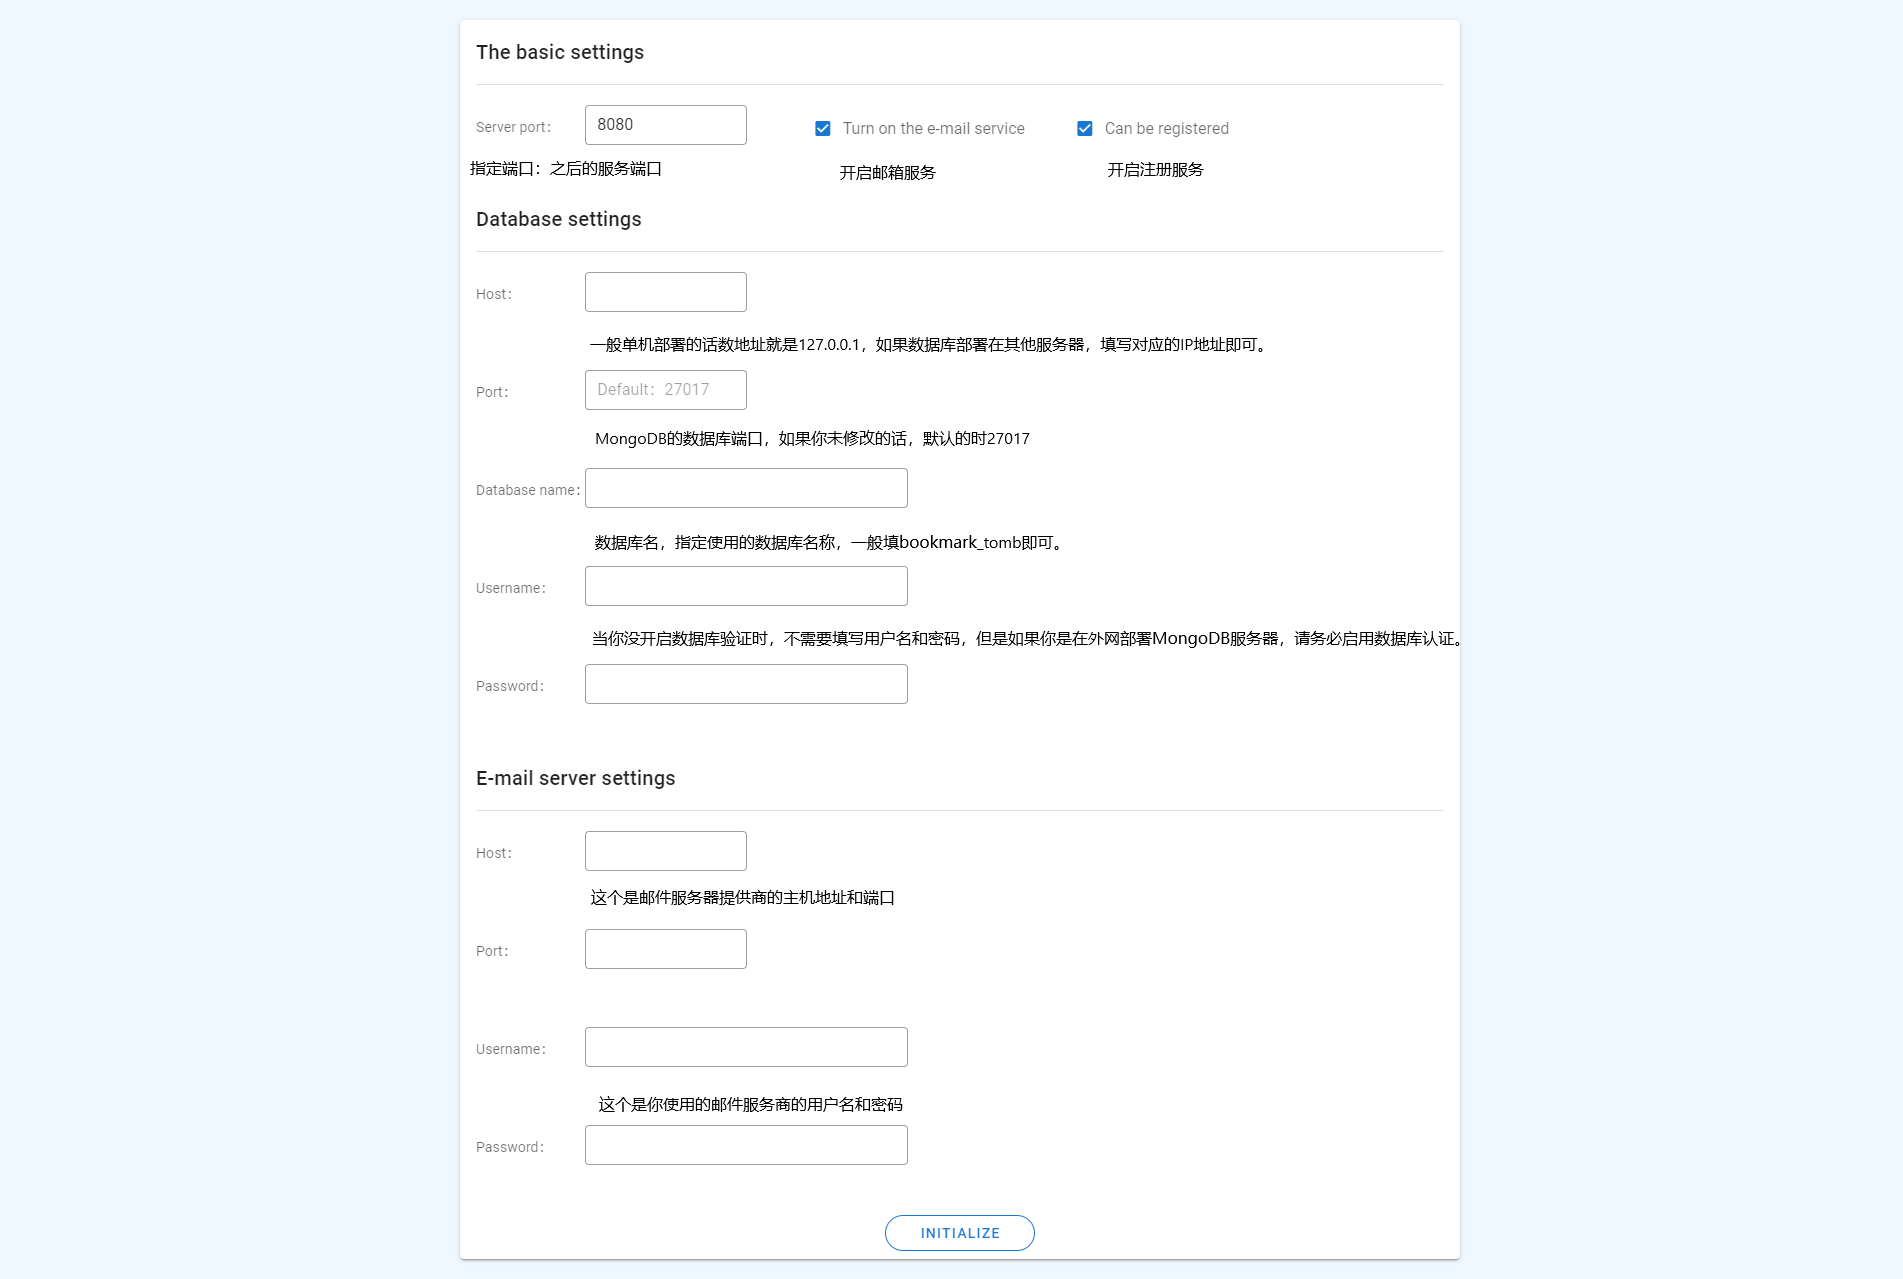 The basic settings
Server port：
8080
Turn on the e-mail service
Can be registered
指定端口：之后的服务端口
开启邮箱服务
开启注册服务
Database settings
Host：
一般单机部署的话数地址就是127.0.0.1，如果数据库部署在其他服务器，填写对应的IP地址即可。
Port：
Default：27017
MongoDB的数据库端口，如果你未修改的话，默认的时27017
Database name：
数据库名，指定使用的数据库名称，一般填bookmark_tomb即可。
Username：
当你没开启数据库验证时，不需要填写用户名和密码，但是如果你是在外网部署MongoDB服务器，请务必启用数据库认证。
Password：
E-mail server settings
Host：
这个是邮件服务器提供商的主机地址和端口
Port：
Username：
这个是你使用的邮件服务商的用户名和密码
Password：
INITIALIZE